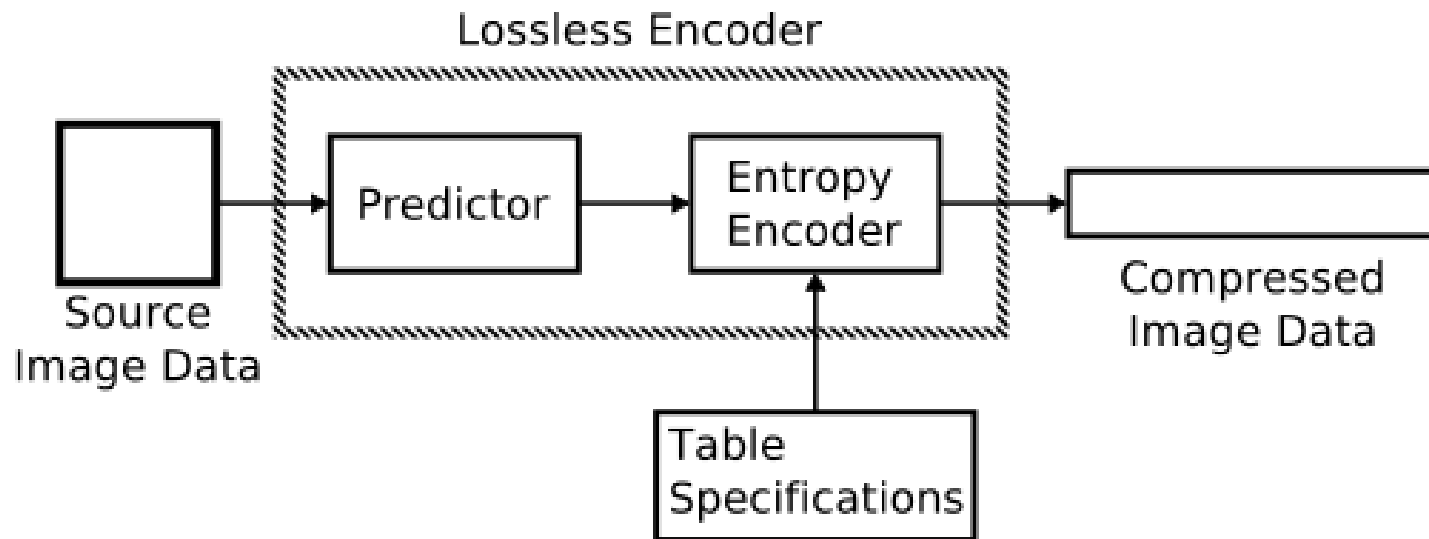 Lossless Encoder
Predictor
Entropy
Encoder
Source
Image Data
Compressed
Image Data
Table
Specifications